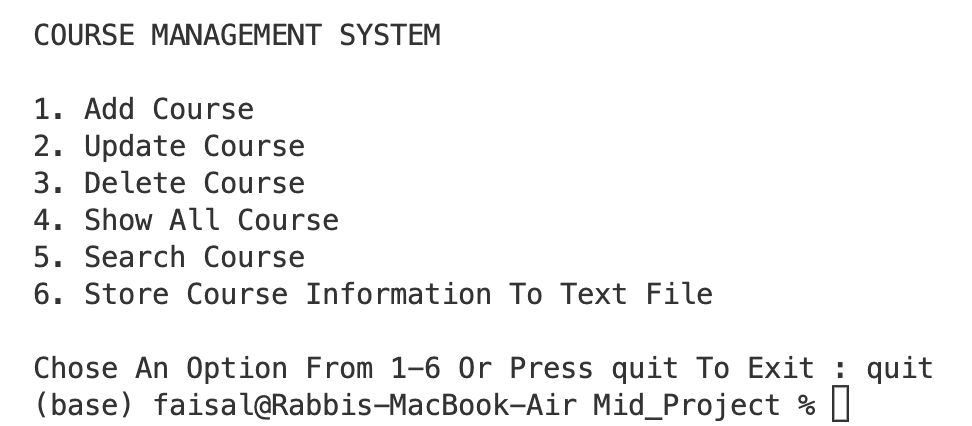 COURSE MANAGEMENT SYSTEM
1. Add Course
2. Update Course
3. Delete Course
4. Show All Course
5. Search Course
6. Store Course Information To Text File
Chose An Option From 1-6 Or Press quit To Exit : quit
(base) faisal@Rabbis-MacBook-Air Mid_Project %